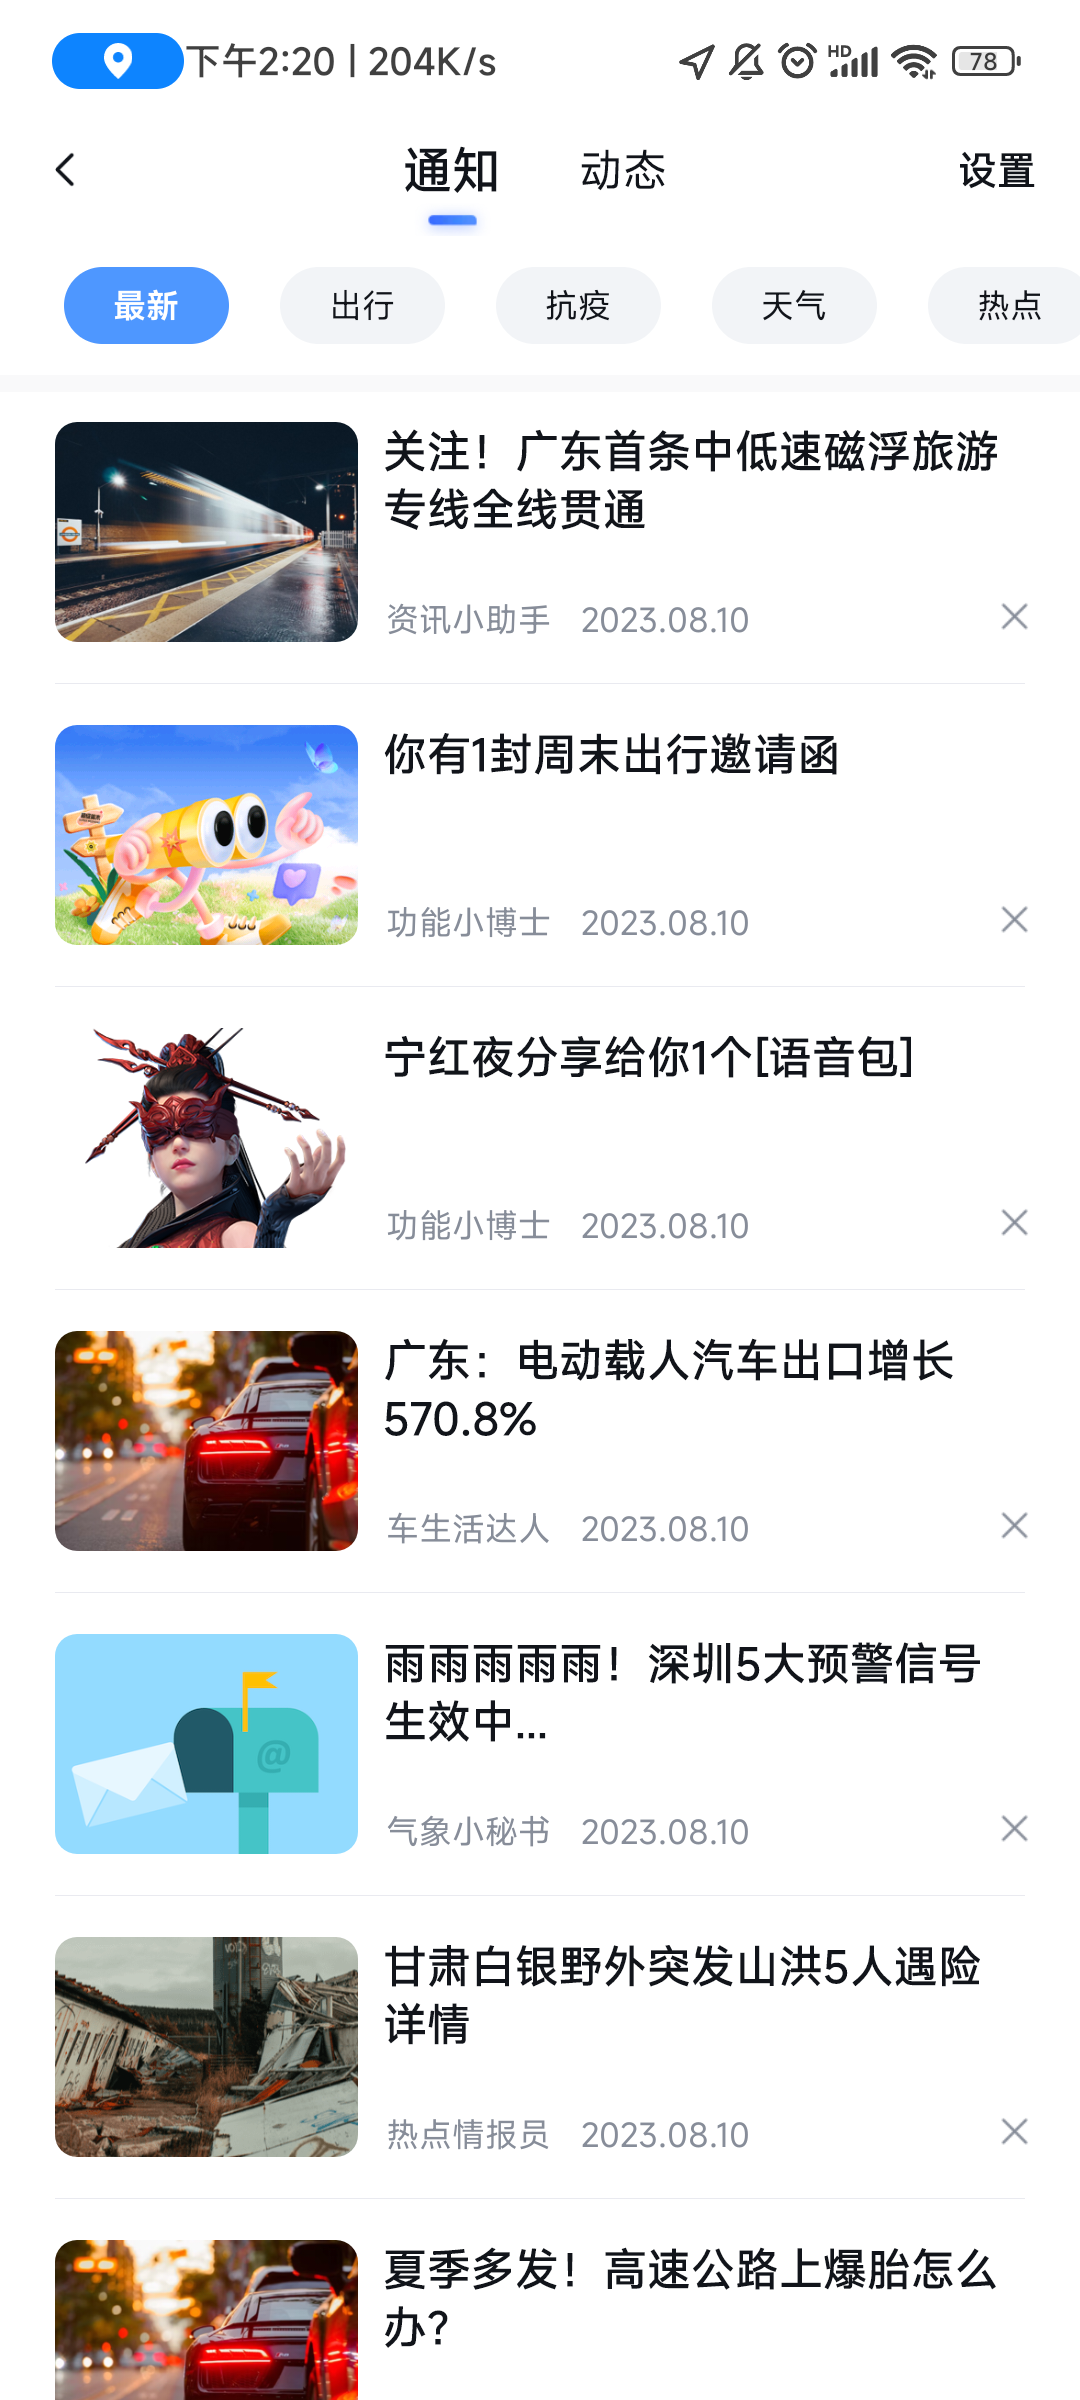 下午2:20 | 204K/s
HD
78
通知 动态 设置
最新 出行 抗疫 天气 热点
关注！广东首条中低速磁浮旅游
专线全线贯通
资讯小助手 2023.08.10
你有1封周末出行邀请函
功能小博士 2023.08.10
宁红夜分享给你1个[语音包]
功能小博士 2023.08.10
广东：电动载人汽车出口增长
570.8%
车生活达人 2023.08.10
雨雨雨雨雨！深圳5大预警信号
生效中...
@
气象小秘书 2023.08.10
甘肃白银野外突发山洪5人遇险
详情
热点情报员 2023.08.10
夏季多发！高速公路上爆胎怎么
办？